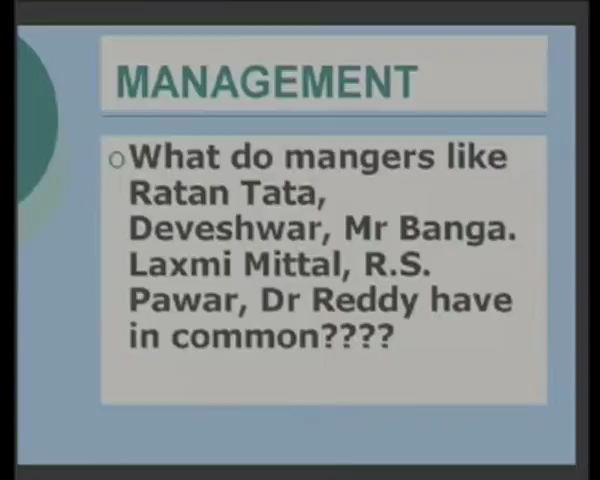 MANAGEMENT
What do mangers like
Ratan Tata,
Deveshwar, Mr Banga.
Laxmi Mittal, R.S.
Pawar, Dr Reddy have
in common????